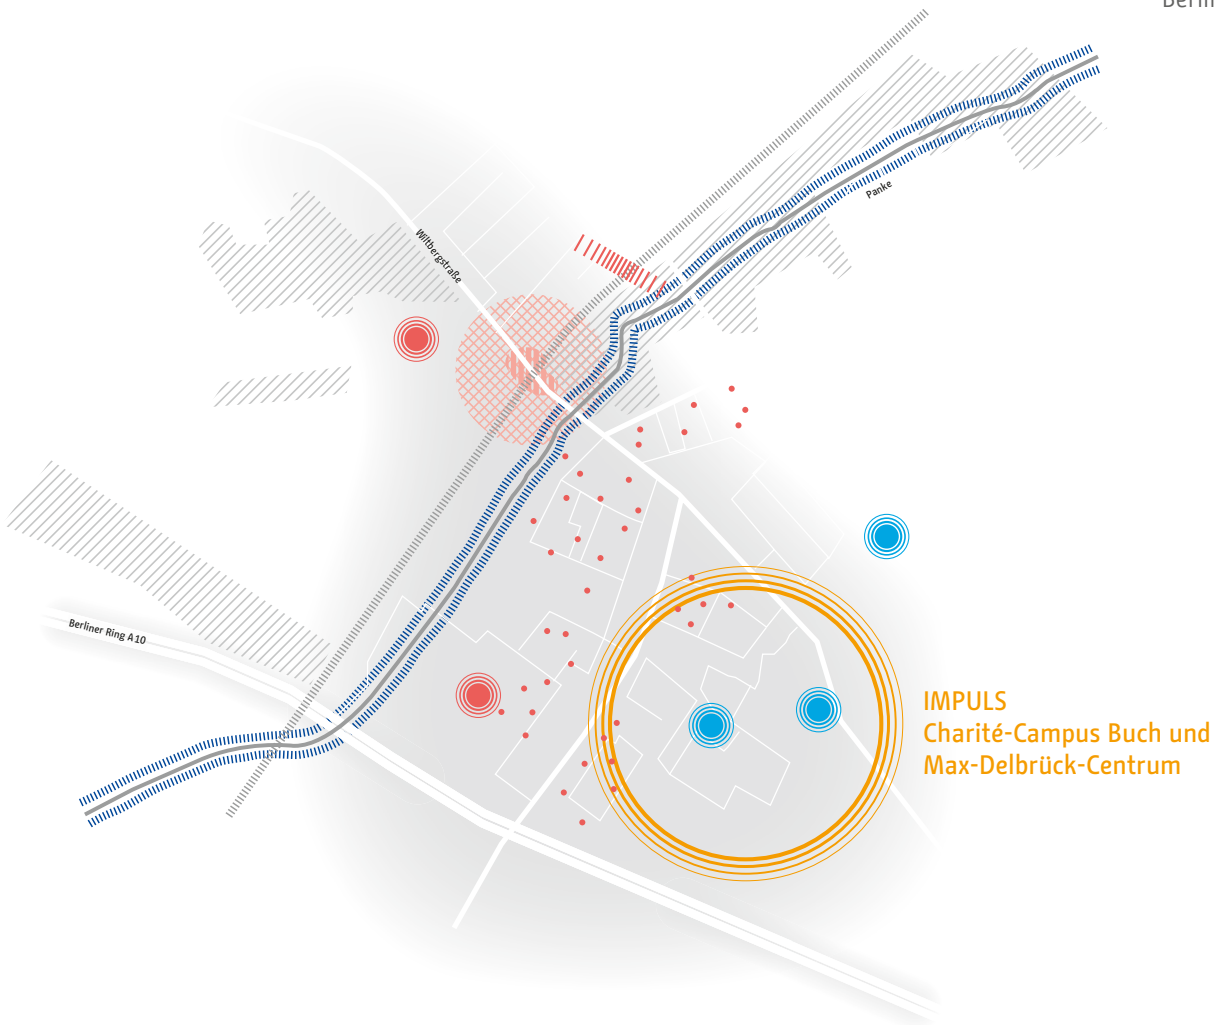 Berlin
Panke
Wiltbergstraße
Berliner Ring A10
IMPULS
Charité-Campus Buch und
Max-Delbrück-Centrum